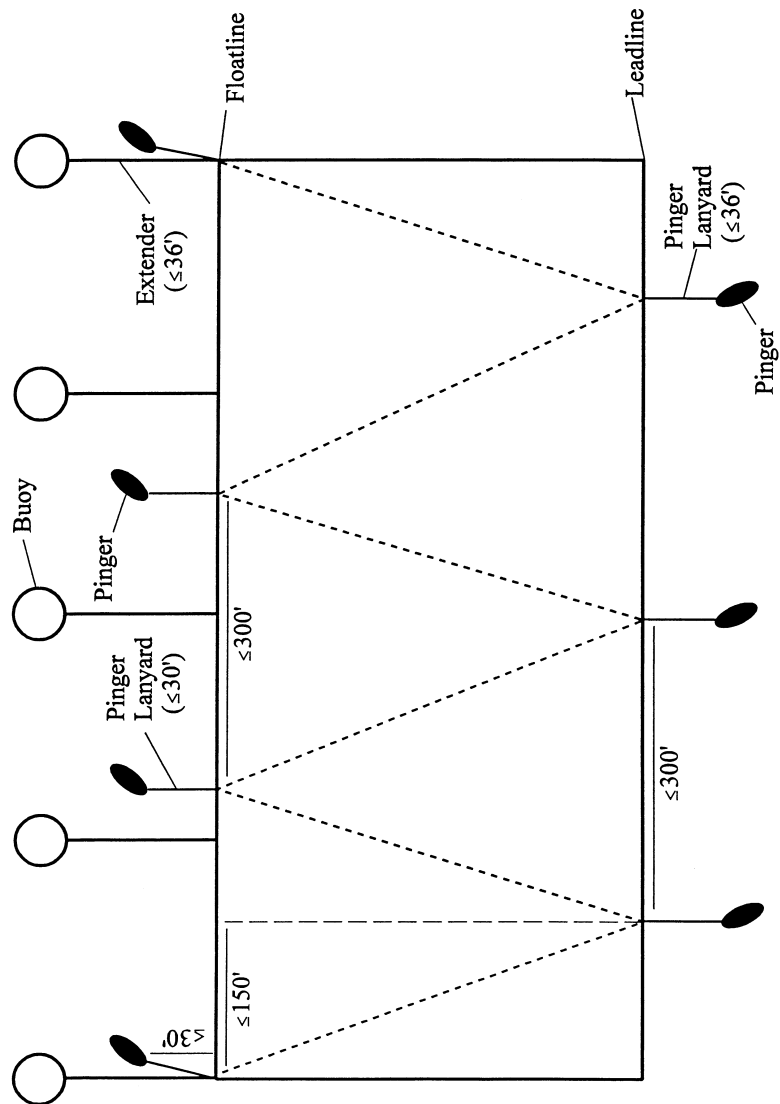 Buoy
Floatline
Extender
(≤36')
Pinger
Pinger
Lanyard
(≤30')
≤30'
≤300'
≤150'
Leadline
≤300'
Pinger
Lanyard
(≤36')
Pinger